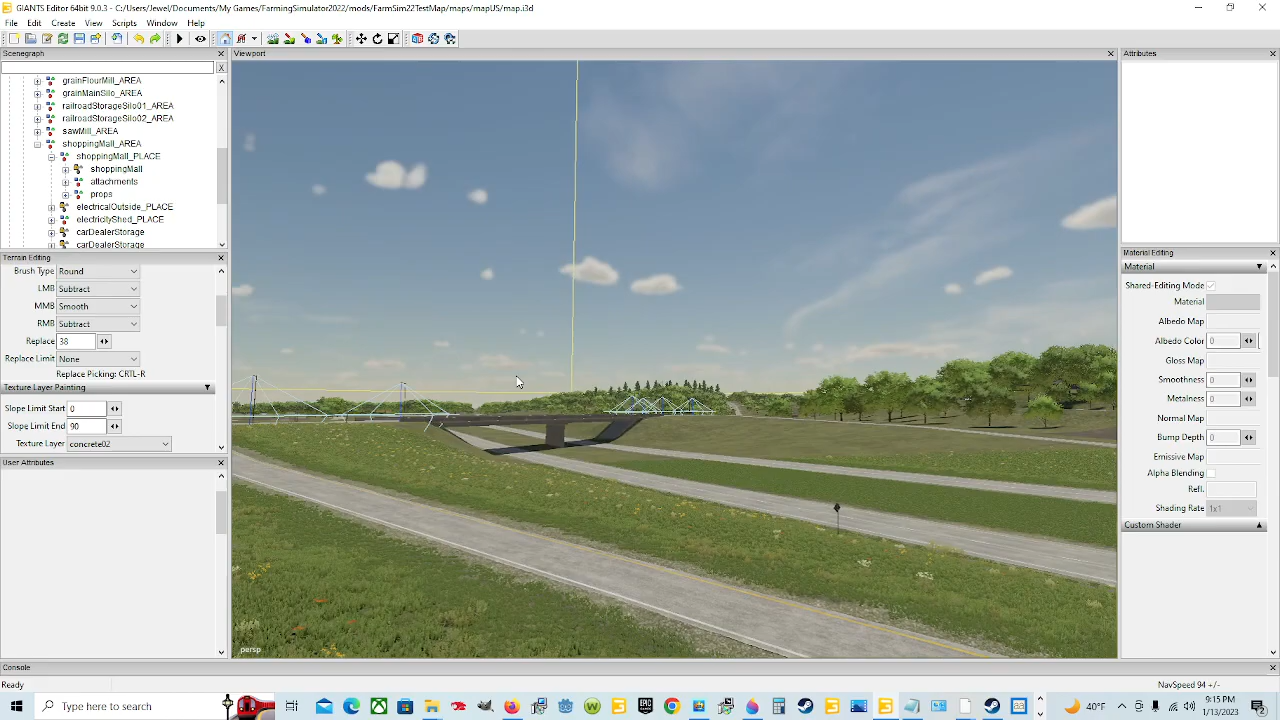 GIANTS Editor 64bit 9.0.3 - C:/Users/Jewel/Documents/My Games/FarmingSimulator2022/mods/FarmSim22TestMap/maps/mapUS/map.i3d
File Edit Create View Scripts Window Help
Scenegraph
Viewport
Attributes
X
grainFlourMill_AREA
grainMainSilo_AREA
railroadStorageSilo01_AREA
railroadStorageSilo02_AREA
sawMill_AREA
shoppingMall_AREA
shoppingMall_PLACE
shoppingMall
attachments
props
electricalOutside_PLACE
electricityShed_PLACE
carDealerStorage
carDealerStorage
Terrain Editing
Brush Type Round
LMB Subtract
MMB Smooth
RMB Subtract
Replace 38
Replace Limit None
Replace Picking: CTRL-R
Texture Layer Painting
Slope Limit Start 0
Slope Limit End 90
Texture Layer concrete02
User Attributes
persp
Material Editing
Material
Shared-Editing Mode
Material
Albedo Map
Albedo Color 0
Gloss Map
Smoothness 0
Metalness 0
Normal Map
Bump Depth 0
Emissive Map
Alpha Blending
Refl.
Shading Rate 1x1
Custom Shader
Console
Ready
NavSpeed 94 +/-
Type here to search
40°F
9:15 PM
1/13/2023
2